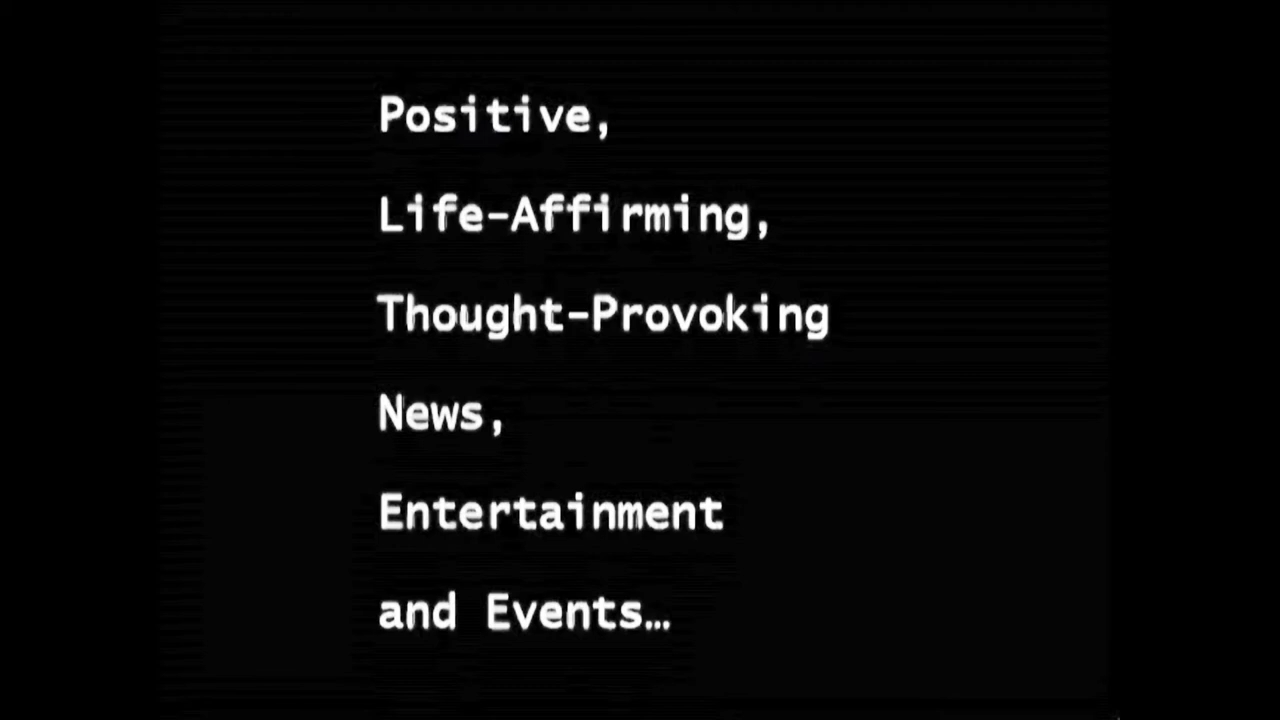 Positive,
Life-Affirming,
Thought-Provoking
News,
Entertainment
and Events…